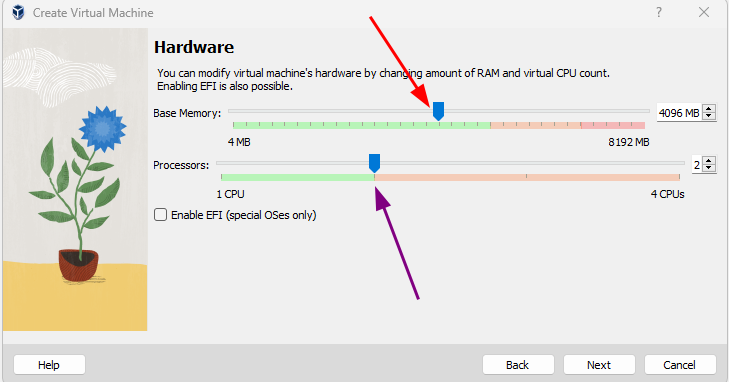 Create Virtual Machine
?
Hardware
You can modify virtual machine's hardware by changing amount of RAM and virtual CPU count.
Enabling EFI is also possible.
Base Memory:
4096 MB
4 MB
8192 MB
Processors:
2
1 CPU
4 CPUs
Enable EFI (special OSes only)
Help
Back
Next
Cancel